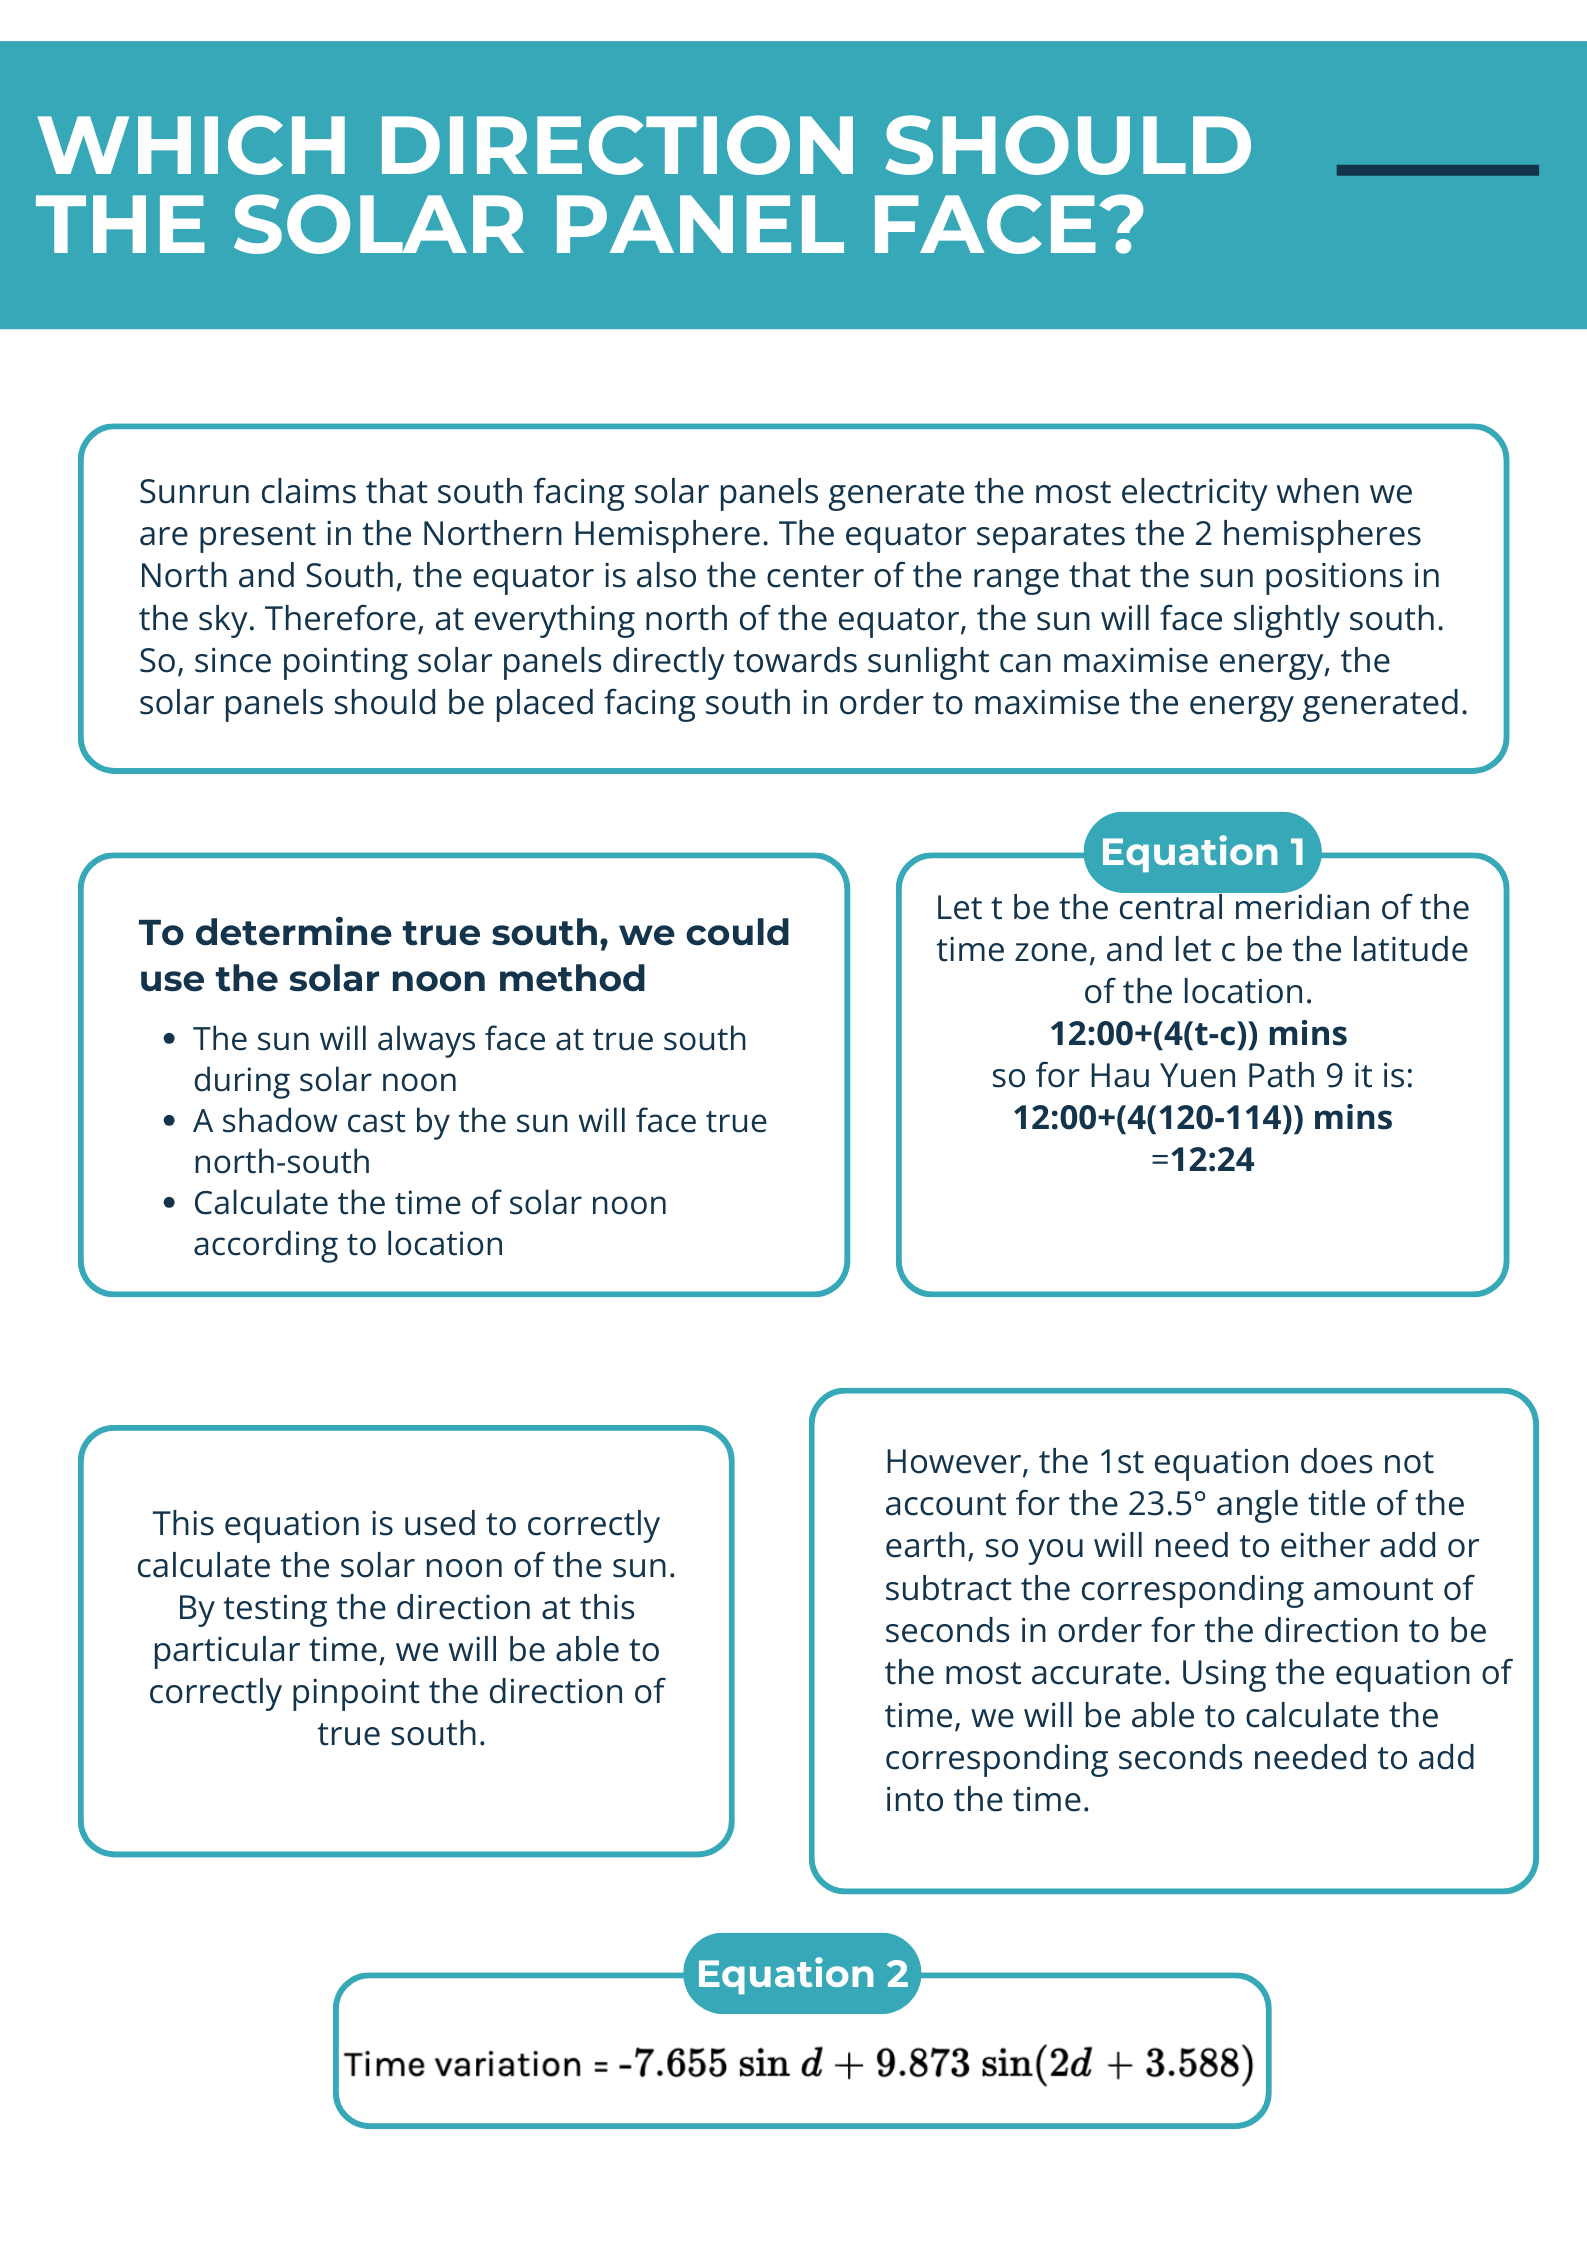 WHICH DIRECTION SHOULD
THE SOLAR PANEL FACE?
Sunrun claims that south facing solar panels generate the most electricity when we
are present in the Northern Hemisphere. The equator separates the 2 hemispheres
North and South, the equator is also the center of the range that the sun positions in
the sky. Therefore, at everything north of the equator, the sun will face slightly south.
So, since pointing solar panels directly towards sunlight can maximise energy, the
solar panels should be placed facing south in order to maximise the energy generated.
To determine true south, we could
use the solar noon method
• The sun will always face at true south
during solar noon
• A shadow cast by the sun will face true
north-south
• Calculate the time of solar noon
according to location
Equation 1
Let t be the central meridian of the
time zone, and let c be the latitude
of the location.
12:00+(4(t-c)) mins
so for Hau Yuen Path 9 it is:
12:00+(4(120-114)) mins
=12:24
This equation is used to correctly
calculate the solar noon of the sun.
By testing the direction at this
particular time, we will be able to
correctly pinpoint the direction of
true south.
However, the 1st equation does not
account for the 23.5° angle title of the
earth, so you will need to either add or
subtract the corresponding amount of
seconds in order for the direction to be
the most accurate. Using the equation of
time, we will be able to calculate the
corresponding seconds needed to add
into the time.
Equation 2
Time variation = -7.655 sin d + 9.873 sin(2d + 3.588)